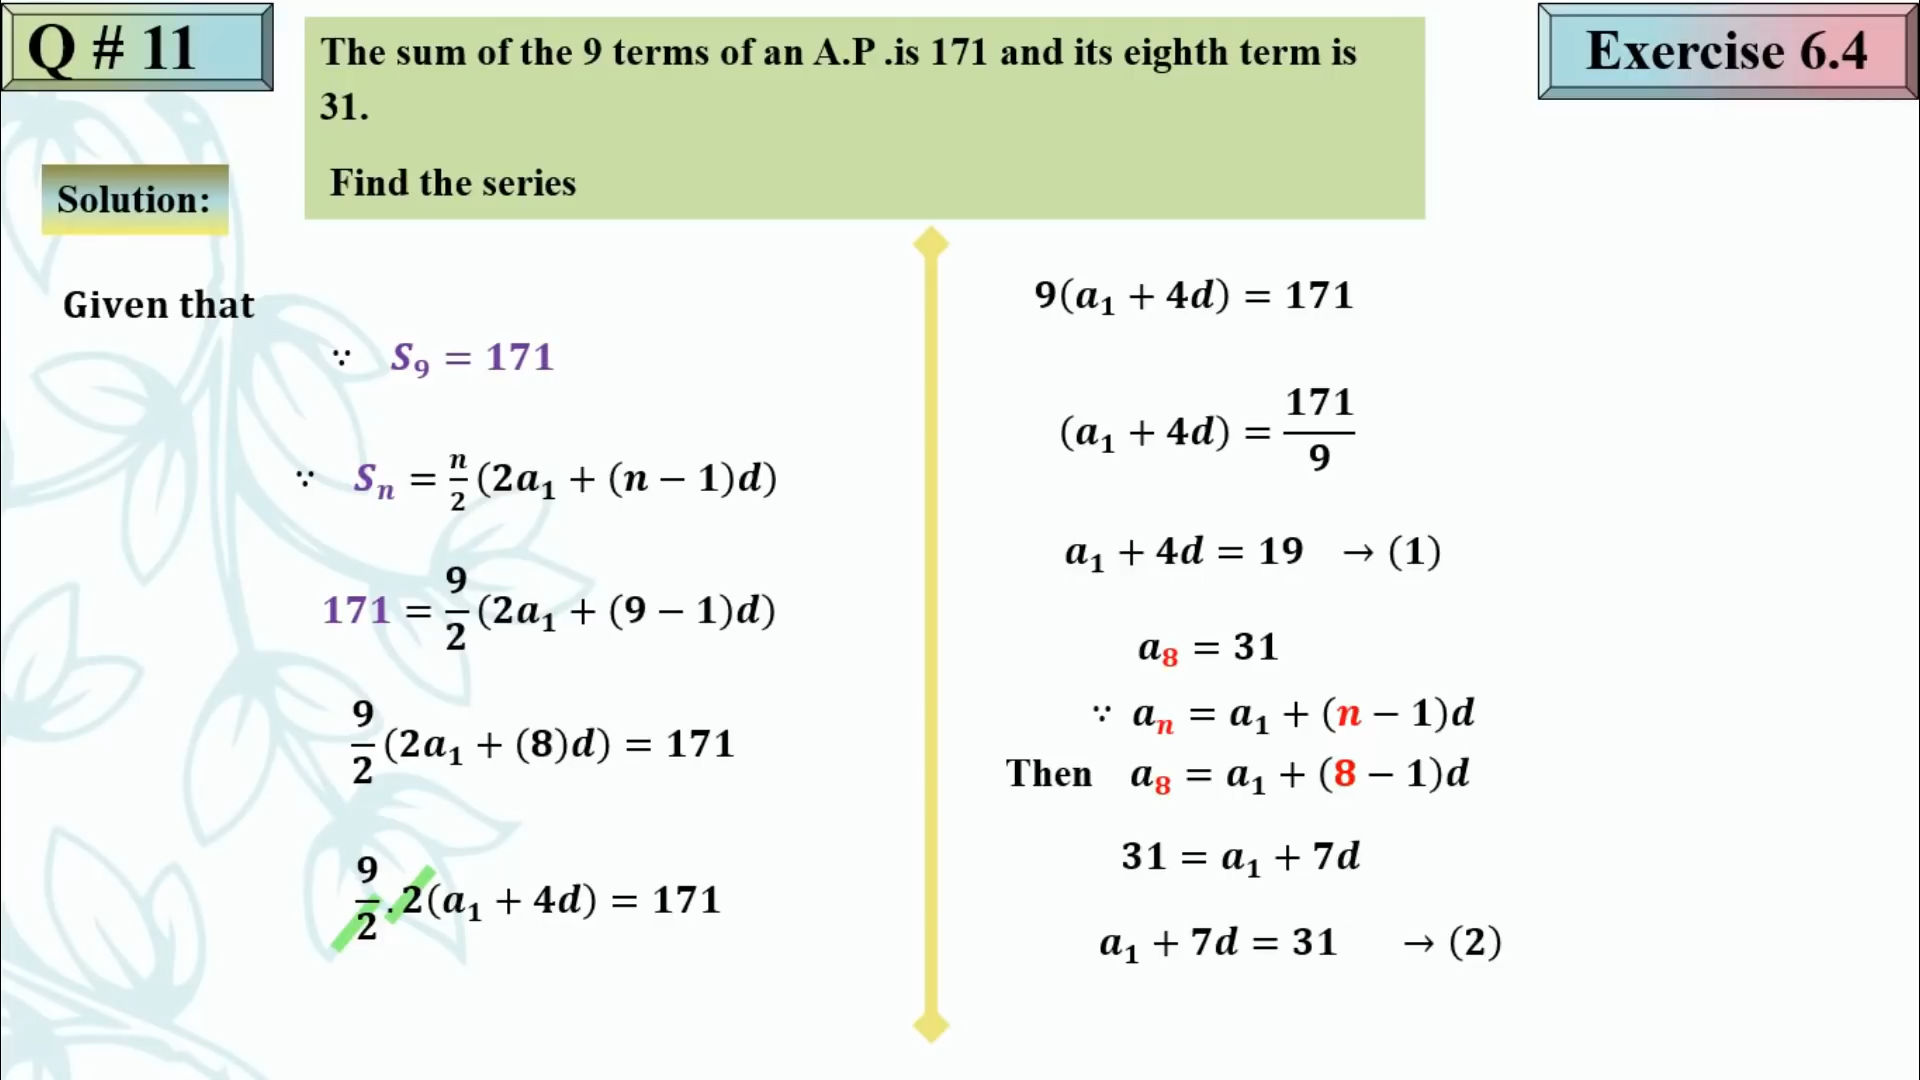 Q # 11
The sum of the 9 terms of an A.P .is 171 and its eighth term is
31.
Find the series
Exercise 6.4
Solution:
Given that
∵ S₉ = 171
∵ Sₙ = n/2 (2a₁ + (n − 1)d)
171 = 9/2 (2a₁ + (9 − 1)d)
9/2 (2a₁ + (8)d) = 171
9/2 . 2(a₁ + 4d) = 171
9(a₁ + 4d) = 171
(a₁ + 4d) = 171/9
a₁ + 4d = 19 → (1)
a₈ = 31
∵ aₙ = a₁ + (n − 1)d
Then a₈ = a₁ + (8 − 1)d
31 = a₁ + 7d
a₁ + 7d = 31 → (2)